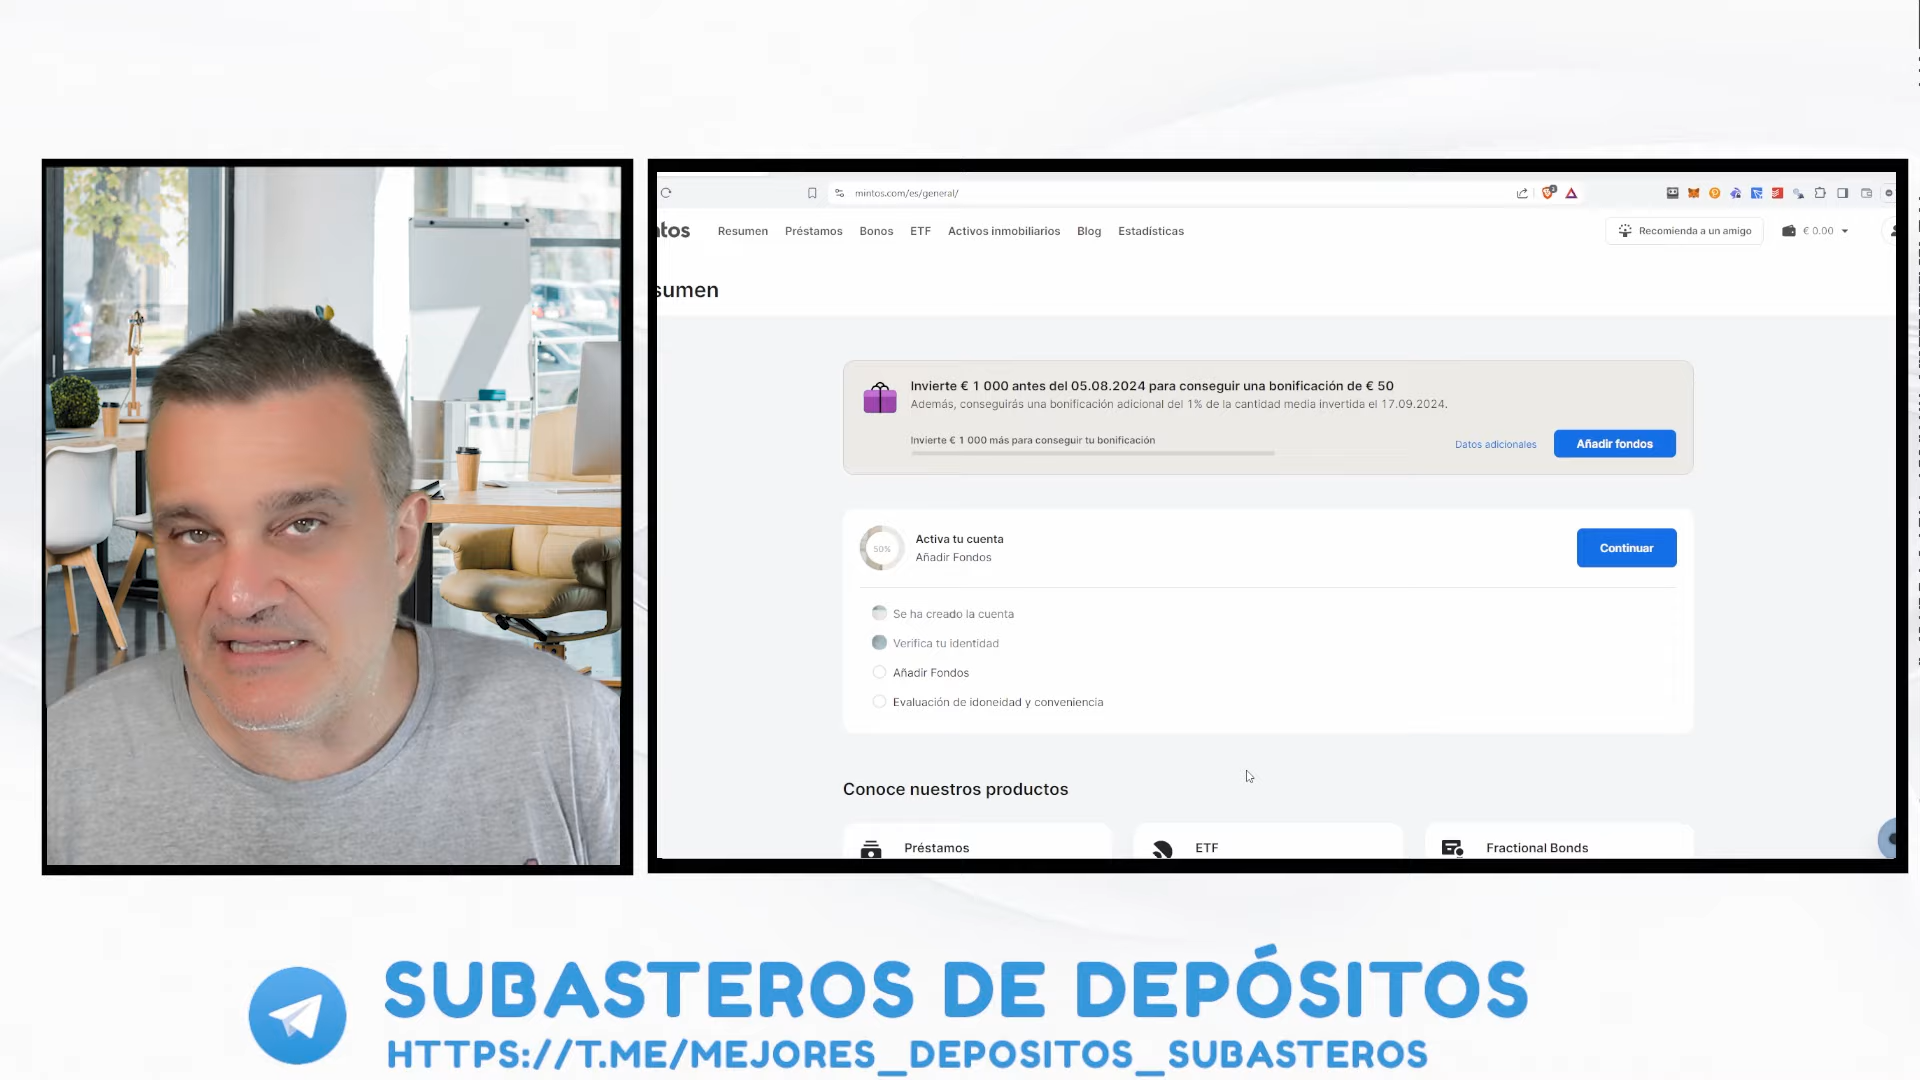 mintos.com/es/general/
ntos
Resumen
Préstamos
Bonos
ETF
Activos inmobiliarios
Blog
Estadísticas
Recomienda a un amigo
€ 0.00
sumen
Invierte € 1 000 antes del 05.08.2024 para conseguir una bonificación de € 50
Además, conseguirás una bonificación adicional del 1% de la cantidad media invertida el 17.09.2024.
Invierte € 1 000 más para conseguir tu bonificación
Datos adicionales
Añadir fondos
50%
Activa tu cuenta
Añadir Fondos
Continuar
Se ha creado la cuenta
Verifica tu identidad
Añadir Fondos
Evaluación de idoneidad y conveniencia
Conoce nuestros productos
Préstamos
ETF
Fractional Bonds
SUBASTEROS DE DEPÓSITOS
HTTPS://T.ME/MEJORES_DEPOSITOS_SUBASTEROS